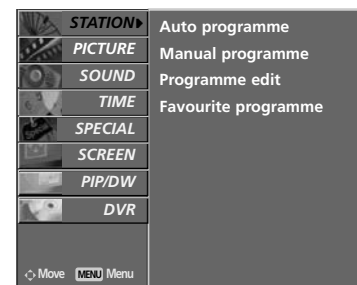 STATION
PICTURE
SOUND
TIME
SPECIAL
SCREEN
PIP/DW
DVR
Move MENU Menu
Auto programme
Manual programme
Programme edit
Favourite programme